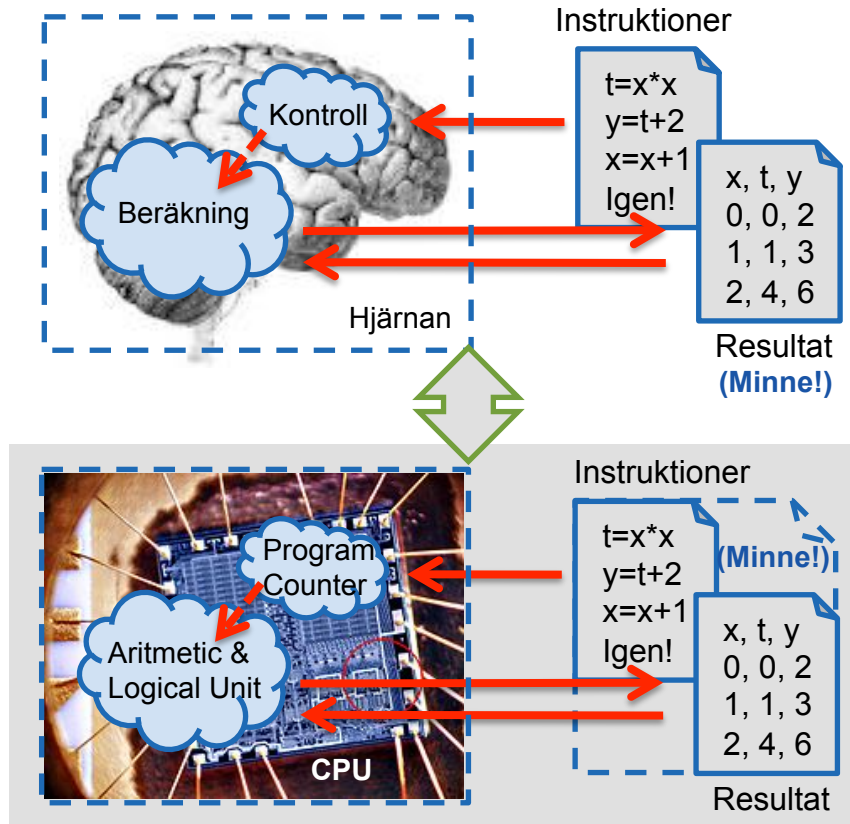 Instruktioner
t=x*x
y=t+2
x=x+1
Igen!
Kontroll
Beräkning
Hjärnan
x, t, y
0, 0, 2
1, 1, 3
2, 4, 6
Resultat
(Minne!)
Instruktioner
t=x*x
y=t+2
x=x+1
Igen!
(Minne!)
Program
Counter
Aritmetic &
Logical Unit
CPU
x, t, y
0, 0, 2
1, 1, 3
2, 4, 6
Resultat